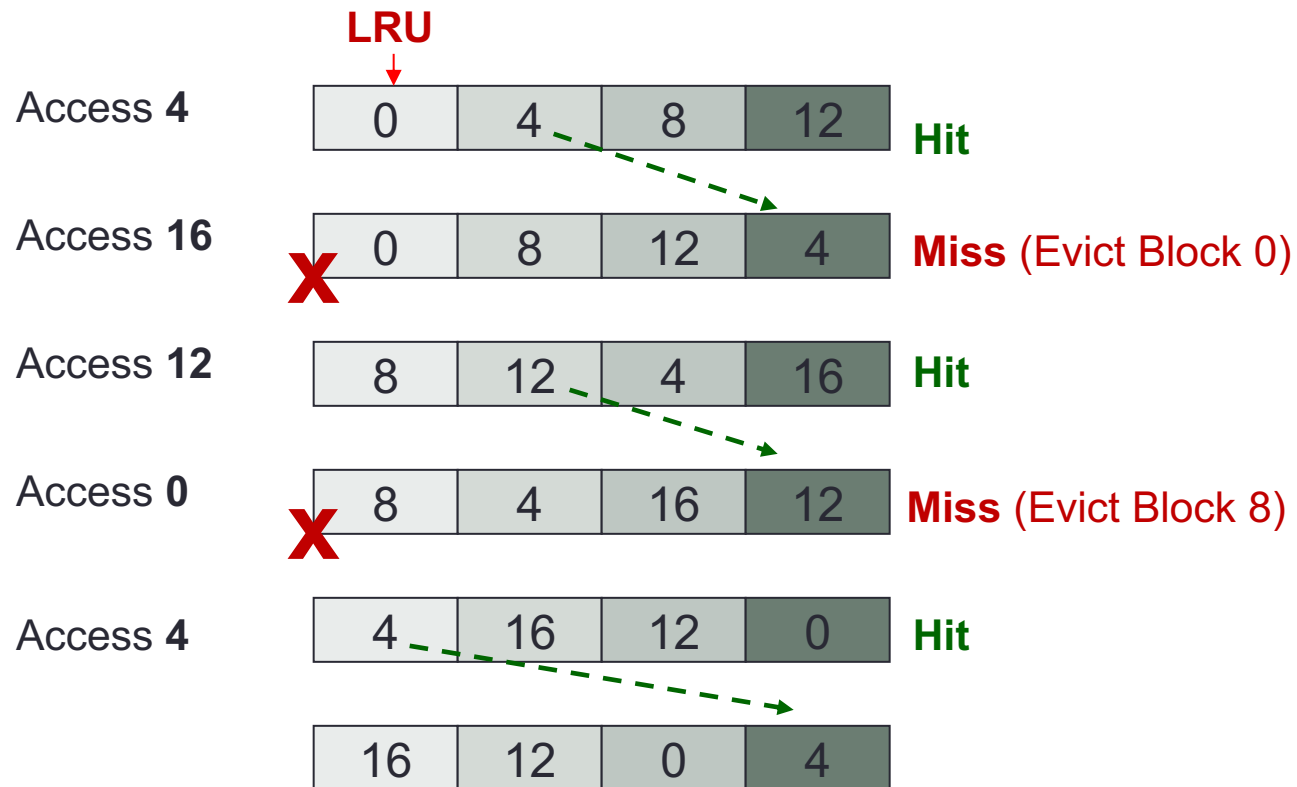 LRU
Access 4
0 4 8 12
Hit
Access 16
0 8 12 4
Miss (Evict Block 0)
X
Access 12
8 12 4 16
Hit
Access 0
8 4 16 12
Miss (Evict Block 8)
X
Access 4
4 16 12 0
Hit
16 12 0 4